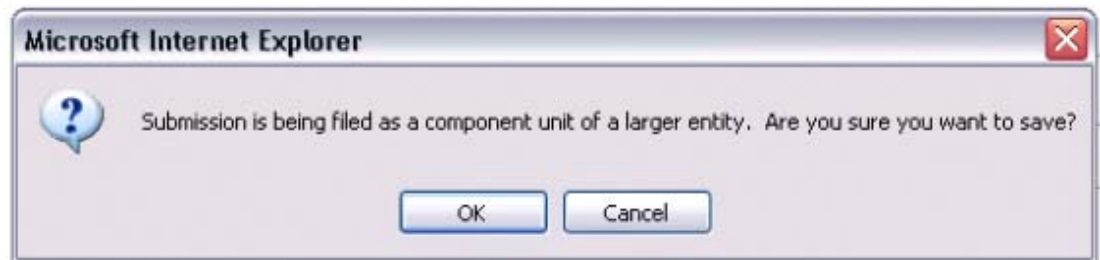 Microsoft Internet Explorer
Submission is being filed as a component unit of a larger entity.  Are you sure you want to save?
OK
Cancel